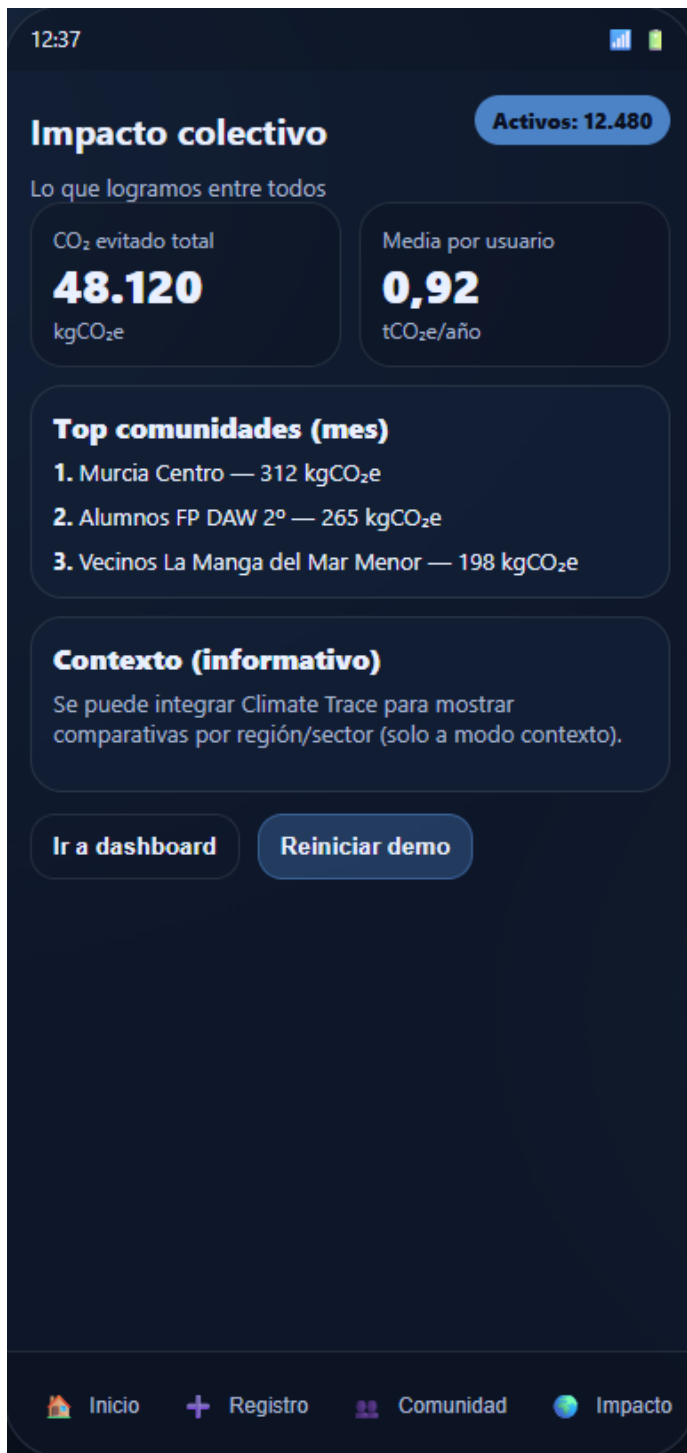 12:37
Impacto colectivo
Activos: 12.480
Lo que logramos entre todos
CO₂ evitado total
48.120
kgCO₂e
Media por usuario
0,92
tCO₂e/año
Top comunidades (mes)
1. Murcia Centro — 312 kgCO₂e
2. Alumnos FP DAW 2º — 265 kgCO₂e
3. Vecinos La Manga del Mar Menor — 198 kgCO₂e
Contexto (informativo)
Se puede integrar Climate Trace para mostrar
comparativas por región/sector (solo a modo contexto).
Ir a dashboard
Reiniciar demo
Inicio
Registro
Comunidad
Impacto